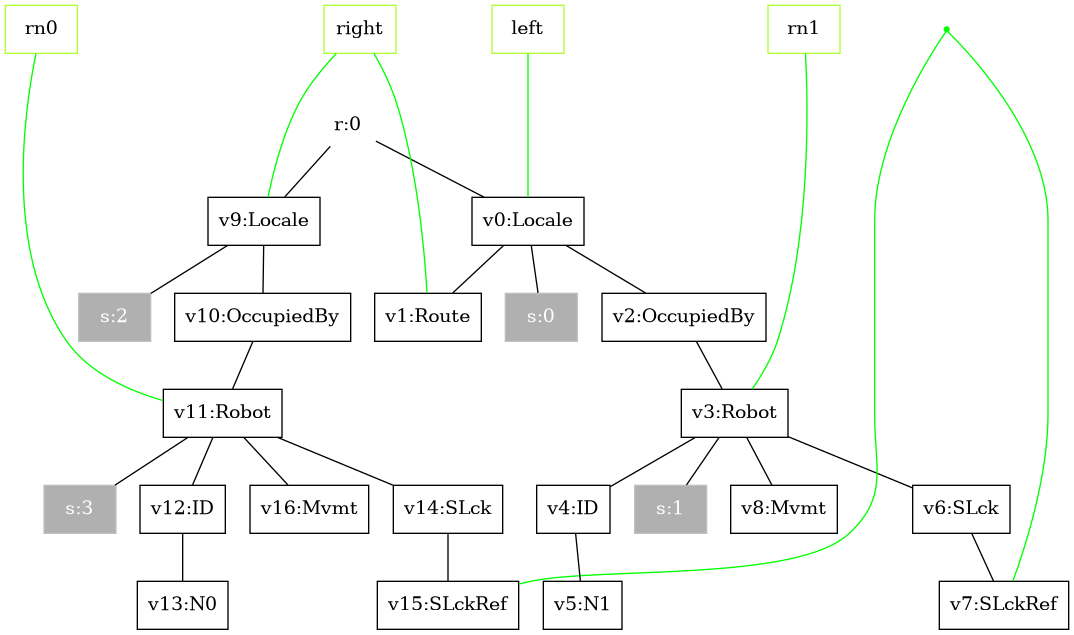 rn0
right
left
rn1
r:0
v9:Locale
v0:Locale
s:2
v10:OccupiedBy
v1:Route
s:0
v2:OccupiedBy
v11:Robot
v3:Robot
s:3
v12:ID
v16:Mvmt
v14:SLck
v4:ID
s:1
v8:Mvmt
v6:SLck
v13:N0
v15:SLckRef
v5:N1
v7:SLckRef